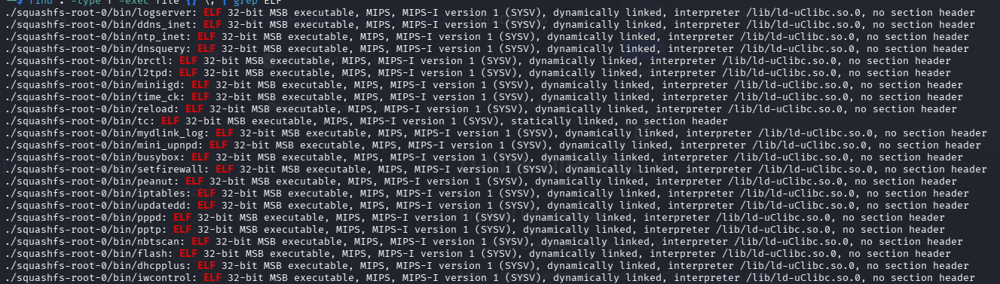 $ find . -type f -exec file {} \; | grep ELF
./squashfs-root-0/bin/logserver: ELF 32-bit MSB executable, MIPS, MIPS-I version 1 (SYSV), dynamically linked, interpreter /lib/ld-uClibc.so.0, no section header
./squashfs-root-0/bin/ddns_inet: ELF 32-bit MSB executable, MIPS, MIPS-I version 1 (SYSV), dynamically linked, interpreter /lib/ld-uClibc.so.0, no section header
./squashfs-root-0/bin/ntp_inet: ELF 32-bit MSB executable, MIPS, MIPS-I version 1 (SYSV), dynamically linked, interpreter /lib/ld-uClibc.so.0, no section header
./squashfs-root-0/bin/dnsquery: ELF 32-bit MSB executable, MIPS, MIPS-I version 1 (SYSV), dynamically linked, interpreter /lib/ld-uClibc.so.0, no section header
./squashfs-root-0/bin/brctl: ELF 32-bit MSB executable, MIPS, MIPS-I version 1 (SYSV), dynamically linked, interpreter /lib/ld-uClibc.so.0, no section header
./squashfs-root-0/bin/l2tpd: ELF 32-bit MSB executable, MIPS, MIPS-I version 1 (SYSV), dynamically linked, interpreter /lib/ld-uClibc.so.0, no section header
./squashfs-root-0/bin/miniigd: ELF 32-bit MSB executable, MIPS, MIPS-I version 1 (SYSV), dynamically linked, interpreter /lib/ld-uClibc.so.0, no section header
./squashfs-root-0/bin/time_ck: ELF 32-bit MSB executable, MIPS, MIPS-I version 1 (SYSV), dynamically linked, interpreter /lib/ld-uClibc.so.0, no section header
./squashfs-root-0/bin/reload: ELF 32-bit MSB executable, MIPS, MIPS-I version 1 (SYSV), dynamically linked, interpreter /lib/ld-uClibc.so.0, no section header
./squashfs-root-0/bin/tc: ELF 32-bit MSB executable, MIPS, MIPS-I version 1 (SYSV), statically linked, no section header
./squashfs-root-0/bin/mydlink_log: ELF 32-bit MSB executable, MIPS, MIPS-I version 1 (SYSV), dynamically linked, interpreter /lib/ld-uClibc.so.0, no section header
./squashfs-root-0/bin/mini_upnpd: ELF 32-bit MSB executable, MIPS, MIPS-I version 1 (SYSV), dynamically linked, interpreter /lib/ld-uClibc.so.0, no section header
./squashfs-root-0/bin/busybox: ELF 32-bit MSB executable, MIPS, MIPS-I version 1 (SYSV), dynamically linked, interpreter /lib/ld-uClibc.so.0, no section header
./squashfs-root-0/bin/setfirewall: ELF 32-bit MSB executable, MIPS, MIPS-I version 1 (SYSV), dynamically linked, interpreter /lib/ld-uClibc.so.0, no section header
./squashfs-root-0/bin/peanut: ELF 32-bit MSB executable, MIPS, MIPS-I version 1 (SYSV), dynamically linked, interpreter /lib/ld-uClibc.so.0, no section header
./squashfs-root-0/bin/iptables: ELF 32-bit MSB executable, MIPS, MIPS-I version 1 (SYSV), dynamically linked, interpreter /lib/ld-uClibc.so.0, no section header
./squashfs-root-0/bin/updatedd: ELF 32-bit MSB executable, MIPS, MIPS-I version 1 (SYSV), dynamically linked, interpreter /lib/ld-uClibc.so.0, no section header
./squashfs-root-0/bin/pppd: ELF 32-bit MSB executable, MIPS, MIPS-I version 1 (SYSV), dynamically linked, interpreter /lib/ld-uClibc.so.0, no section header
./squashfs-root-0/bin/pptp: ELF 32-bit MSB executable, MIPS, MIPS-I version 1 (SYSV), dynamically linked, interpreter /lib/ld-uClibc.so.0, no section header
./squashfs-root-0/bin/nbtscan: ELF 32-bit MSB executable, MIPS, MIPS-I version 1 (SYSV), dynamically linked, interpreter /lib/ld-uClibc.so.0, no section header
./squashfs-root-0/bin/flash: ELF 32-bit MSB executable, MIPS, MIPS-I version 1 (SYSV), dynamically linked, interpreter /lib/ld-uClibc.so.0, no section header
./squashfs-root-0/bin/dhcpplus: ELF 32-bit MSB executable, MIPS, MIPS-I version 1 (SYSV), dynamically linked, interpreter /lib/ld-uClibc.so.0, no section header
./squashfs-root-0/bin/iwcontrol: ELF 32-bit MSB executable, MIPS, MIPS-I version 1 (SYSV), dynamically linked, interpreter /lib/ld-uClibc.so.0, no section header